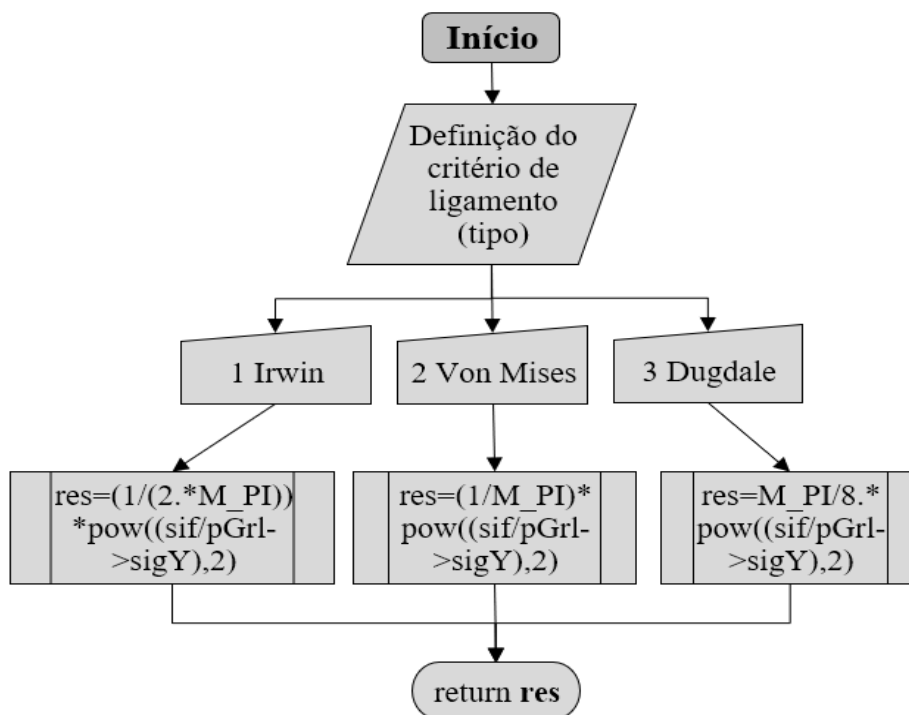 Início
Definição do
critério de
ligamento
(tipo)
1 Irwin
2 Von Mises
3 Dugdale
res=(1/(2.*M_PI))
*pow((sif/pGrl-
>sigY),2)
res=(1/M_PI)*
pow((sif/pGrl-
>sigY),2)
res=M_PI/8.*
pow((sif/pGrl-
>sigY),2)
return res